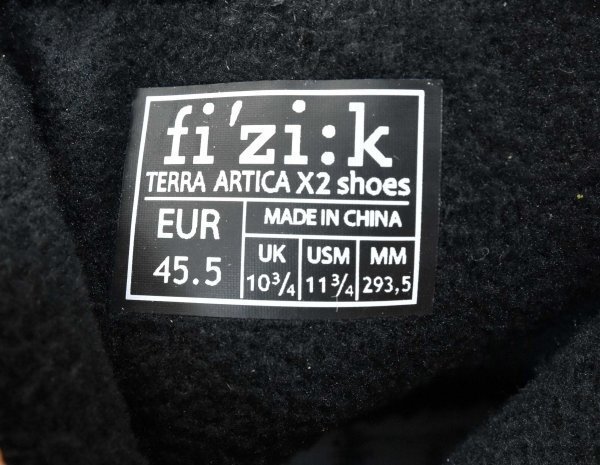 fi'zi:k
TERRA ARTICA X2 shoes
EUR
45.5
MADE IN CHINA
UK USM MM
10¾ 11¾ 293,5